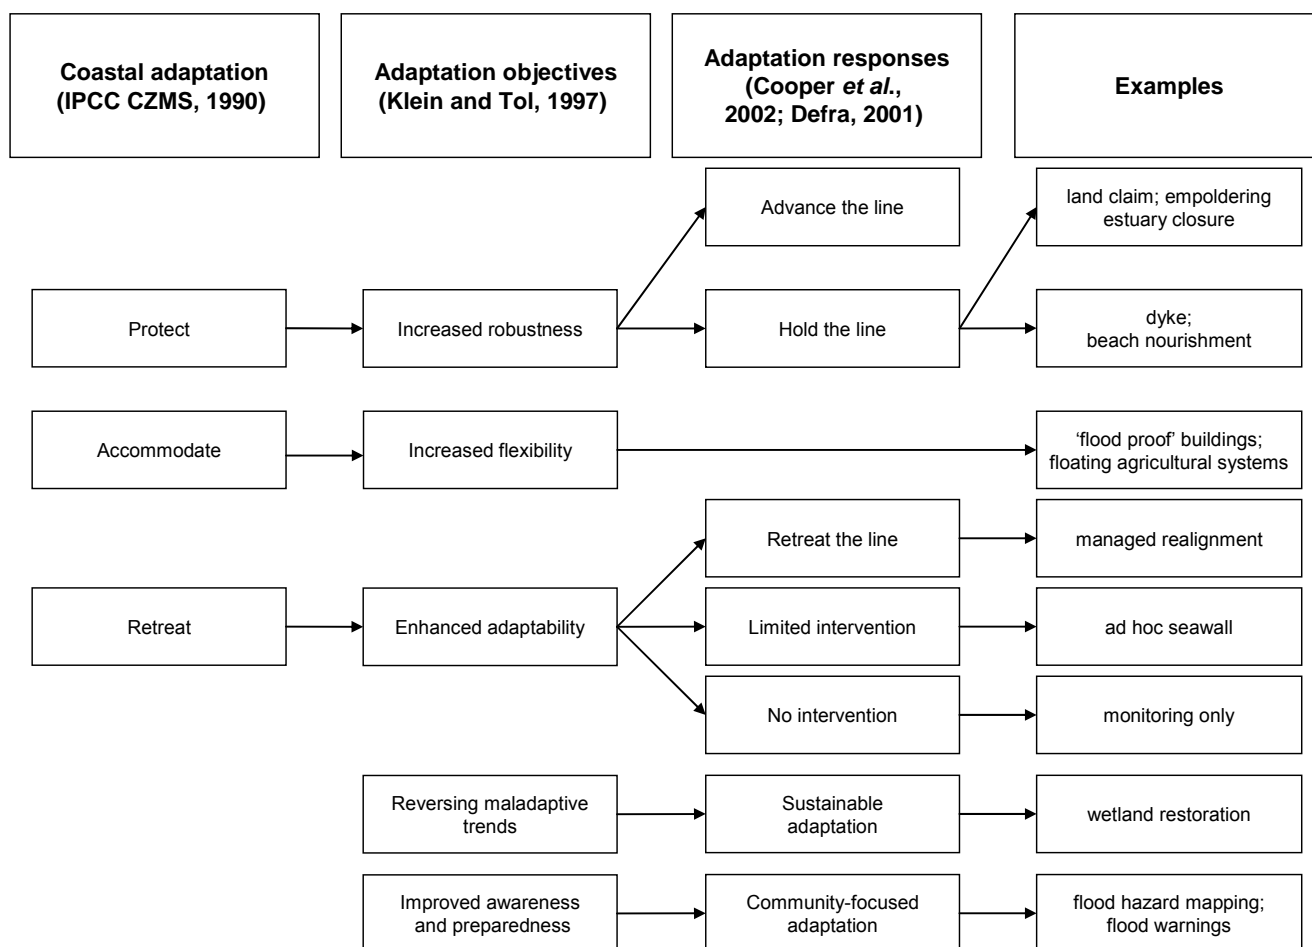 Coastal adaptation
(IPCC CZMS, 1990)
Adaptation objectives
(Klein and Tol, 1997)
Adaptation responses
(Cooper et al.,
2002; Defra, 2001)
Examples
Advance the line
land claim; empoldering
estuary closure
Protect
Increased robustness
Hold the line
dyke;
beach nourishment
Accommodate
Increased flexibility
‘flood proof’ buildings;
floating agricultural systems
Retreat the line
managed realignment
Retreat
Enhanced adaptability
Limited intervention
ad hoc seawall
No intervention
monitoring only
Reversing maladaptive
trends
Sustainable
adaptation
wetland restoration
Improved awareness
and preparedness
Community-focused
adaptation
flood hazard mapping;
flood warnings